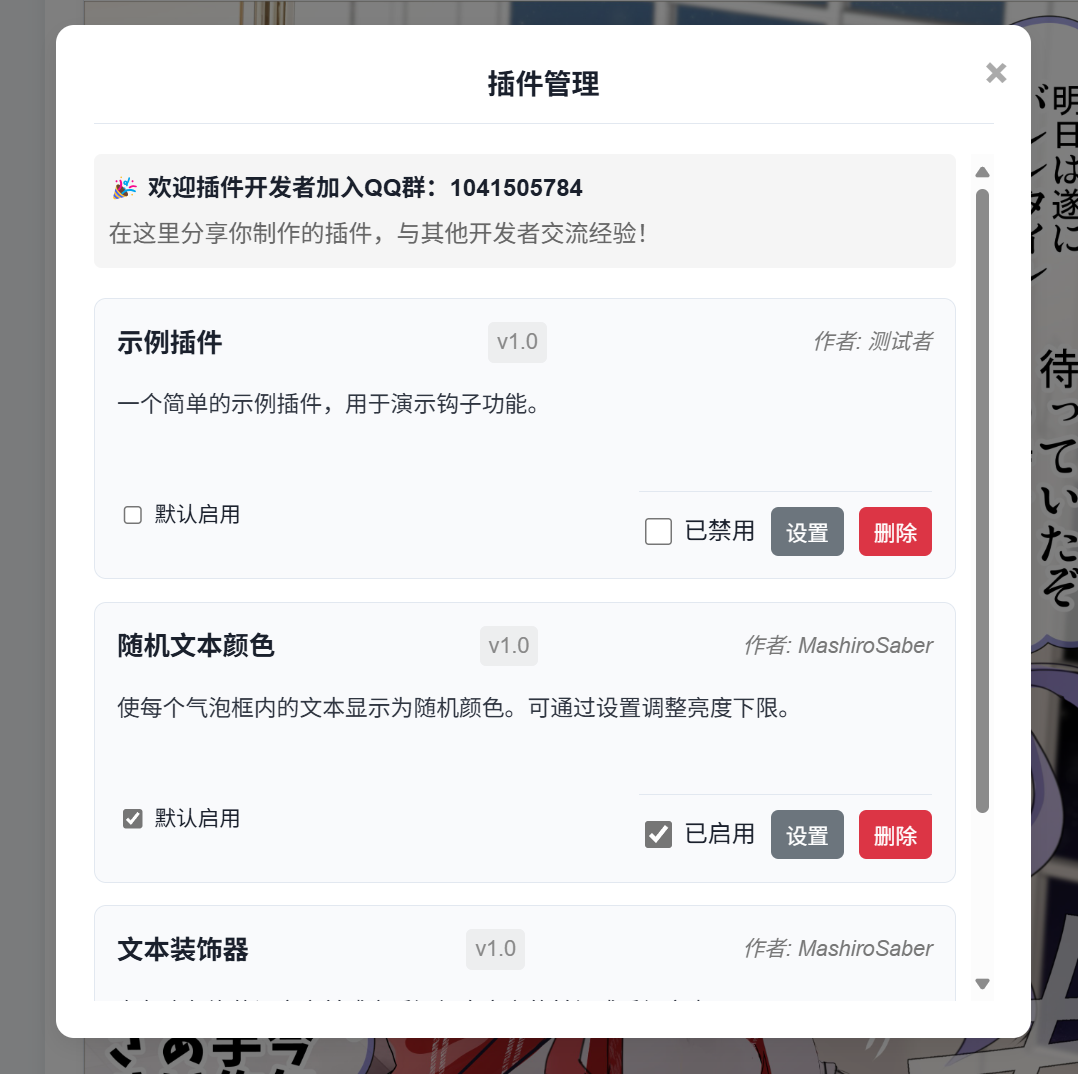 插件管理
×
🎉 欢迎插件开发者加入QQ群：1041505784
在这里分享你制作的插件，与其他开发者交流经验！
示例插件 v1.0 作者: 测试者
一个简单的示例插件，用于演示钩子功能。
默认启用 已禁用 设置 删除
随机文本颜色 v1.0 作者: MashiroSaber
使每个气泡框内的文本显示为随机颜色。可通过设置调整亮度下限。
默认启用 已启用 设置 删除
文本装饰器 v1.0 作者: MashiroSaber
明日は遂に
バレンタイン
待っていたぞ